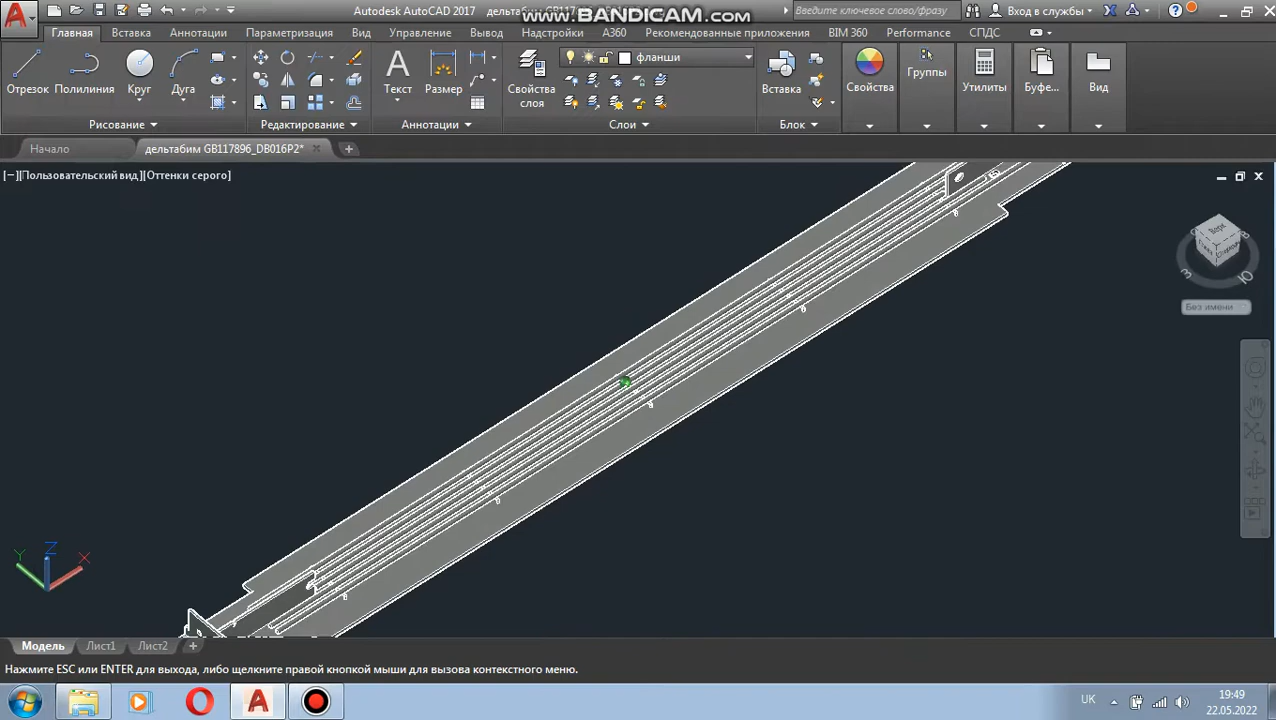 Autodesk AutoCAD 2017
дельтабим GB117896_DB016P2
www.BANDICAM.com
Введите ключевое слово/фразу
Вход в службы
Главная Вставка Аннотации Параметризация Вид Управление Вывод Надстройки A360 Рекомендованные приложения BIM 360 Performance СПДС
Отрезок Полилиния Круг Дуга
Текст Размер
Свойства слоя
фланши
Вставка
Свойства
Группы
Утилиты
Буфе...
Вид
Рисование
Редактирование
Аннотации
Слои
Блок
Начало
дельтабим GB117896_DB016P2*
[−][Пользовательский вид][Оттенки серого]
Верх
З
Ю
Без имени
Y
Z
X
Модель Лист1 Лист2
Нажмите ESC или ENTER для выхода, либо щелкните правой кнопкой мыши для вызова контекстного меню.
UK
19:49
22.05.2022